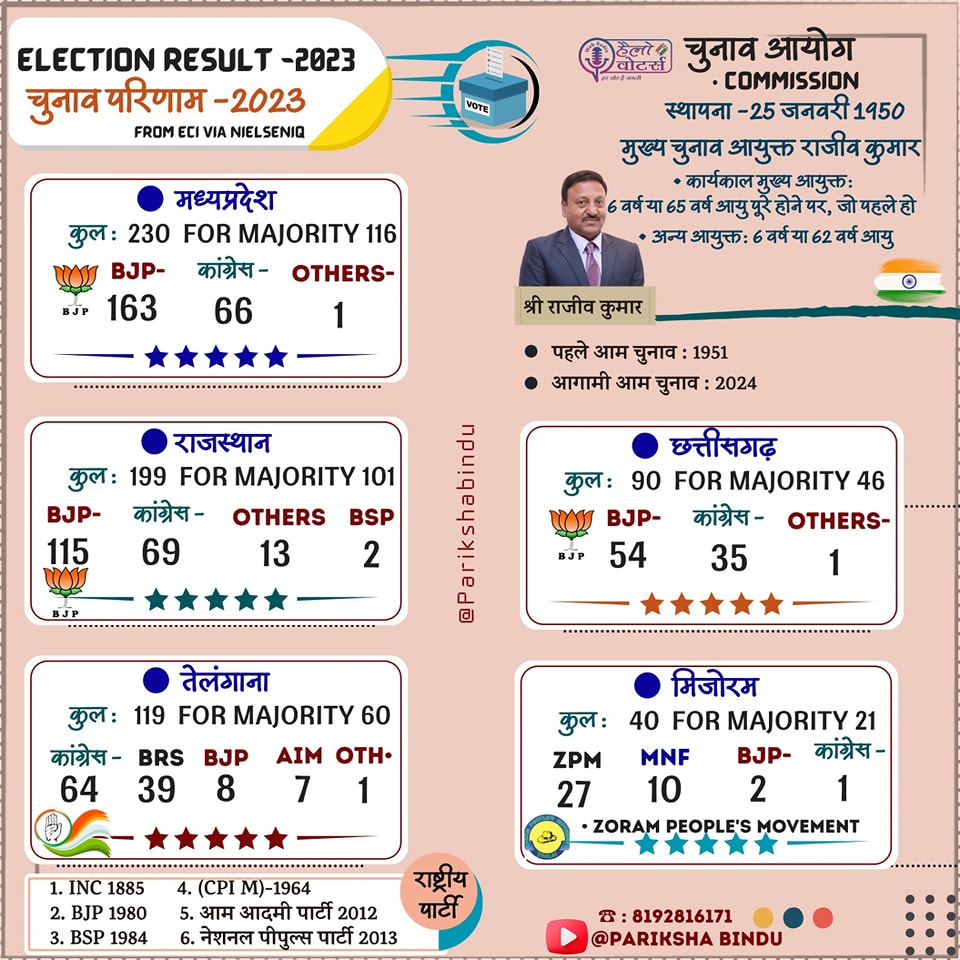 ELECTION RESULT -2023
चुनाव परिणाम -2023
FROM ECI VIA NIELSENIQ
VOTE
Web Radio
हैलो
वोटर्स
हर वोट है जरूरी
चुनाव आयोग
· COMMISSION
स्थापना -25 जनवरी 1950
मुख्य चुनाव आयुक्त राजीव कुमार
• कार्यकाल मुख्य आयुक्त:
6 वर्ष या 65 वर्ष आयु पूरे होने पर, जो पहले हो
• अन्य आयुक्त: 6 वर्ष या 62 वर्ष आयु
श्री राजीव कुमार
● पहले आम चुनाव : 1951
● आगामी आम चुनाव : 2024
मध्यप्रदेश
कुल : 230 FOR MAJORITY 116
BJP- कांग्रेस - OTHERS-
BJP
163 66 1
राजस्थान
कुल : 199 FOR MAJORITY 101
BJP- कांग्रेस - OTHERS BSP
115 69 13 2
BJP
छत्तीसगढ़
कुल : 90 FOR MAJORITY 46
BJP- कांग्रेस - OTHERS-
BJP
54 35 1
@Parikshabindu
तेलंगाना
कुल : 119 FOR MAJORITY 60
कांग्रेस - BRS BJP AIM OTH•
64 39 8 7 1
मिजोरम
कुल : 40 FOR MAJORITY 21
ZPM MNF BJP- कांग्रेस -
27 10 2 1
· ZORAM PEOPLE'S MOVEMENT
राष्ट्रीय
पार्टी
1. INC 1885 4. (CPI M)-1964
2. BJP 1980 5. आम आदमी पार्टी 2012
3. BSP 1984 6. नेशनल पीपुल्स पार्टी 2013
☎ : 8192816171
@PARIKSHA BINDU